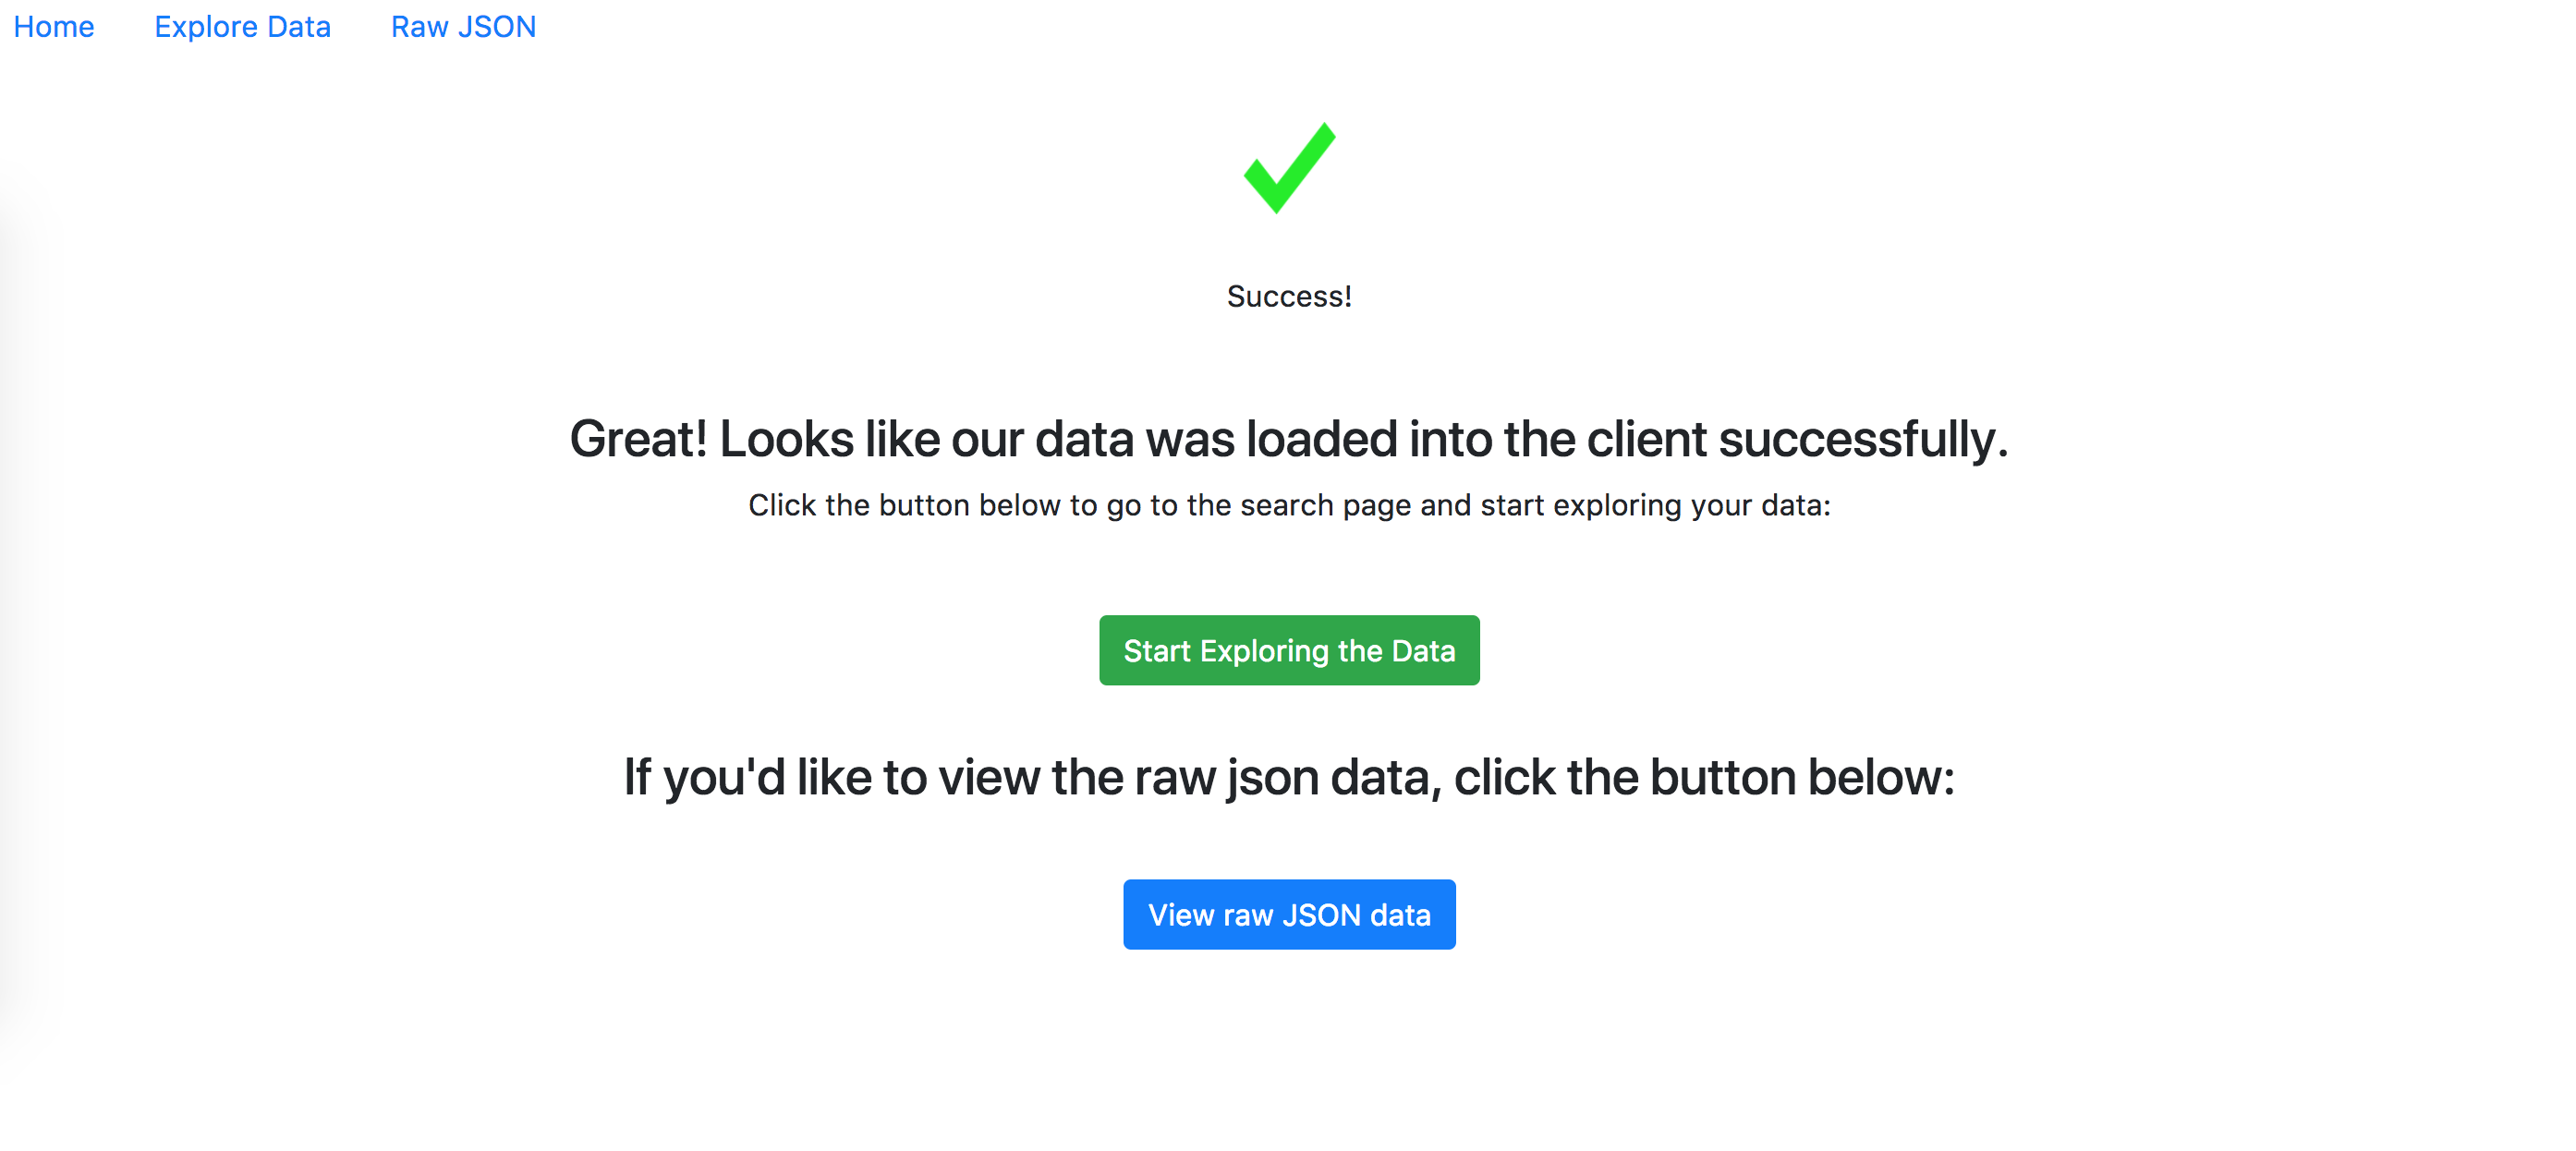 Home Explore Data Raw JSON
Success!
Great! Looks like our data was loaded into the client successfully.
Click the button below to go to the search page and start exploring your data:
Start Exploring the Data
If you'd like to view the raw json data, click the button below:
View raw JSON data